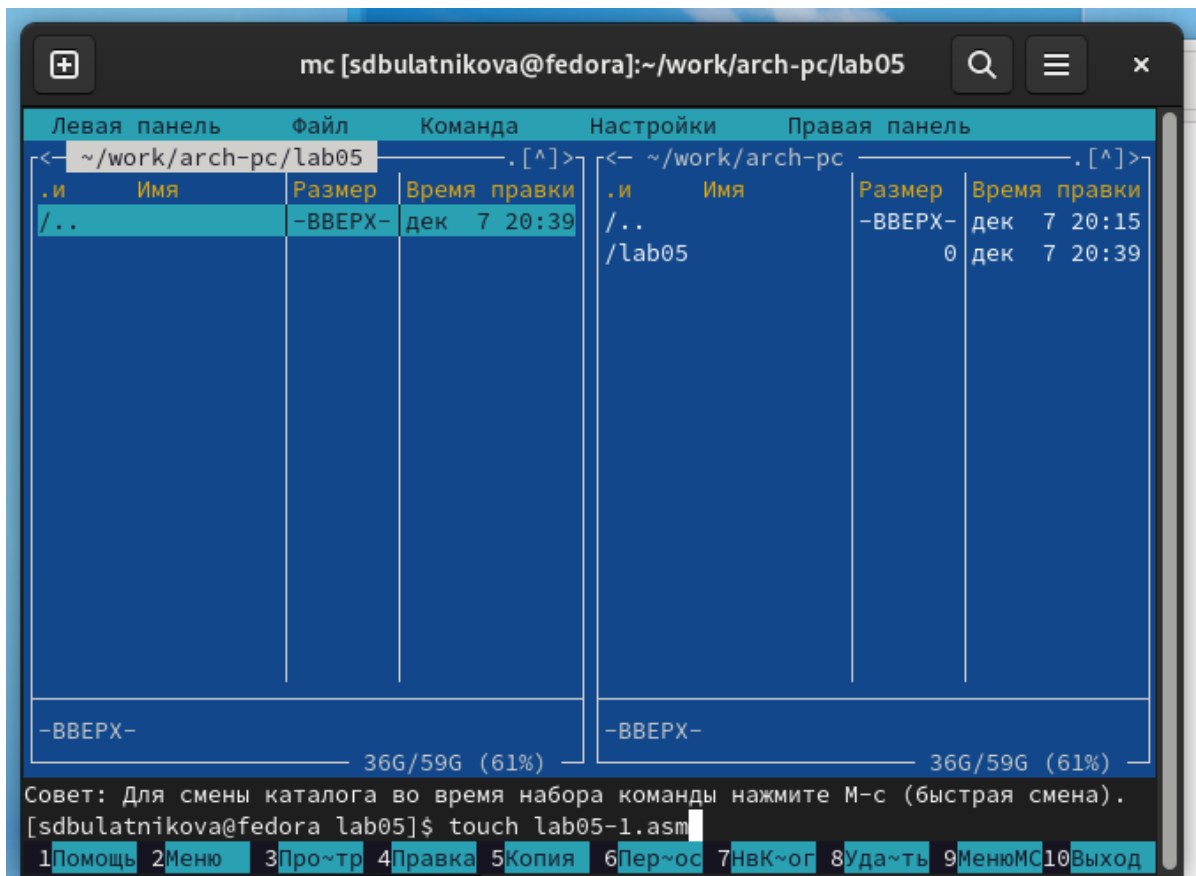 mc [sdbulatnikova@fedora]:~/work/arch-pc/lab05
Левая панель Файл Команда Настройки Правая панель
<— ~/work/arch-pc/lab05 .[^]> <— ~/work/arch-pc .[^]>
.и Имя Размер Время правки .и Имя Размер Время правки
/.. -ВВЕРХ- дек 7 20:39 /.. -ВВЕРХ- дек 7 20:15
/lab05 0 дек 7 20:39
-ВВЕРХ- -ВВЕРХ-
36G/59G (61%) 36G/59G (61%)
Совет: Для смены каталога во время набора команды нажмите M-c (быстрая смена).
[sdbulatnikova@fedora lab05]$ touch lab05-1.asm
1Помощь 2Меню 3Про~тр 4Правка 5Копия 6Пер~ос 7НвК~ог 8Уда~ть 9МенюМС10Выход